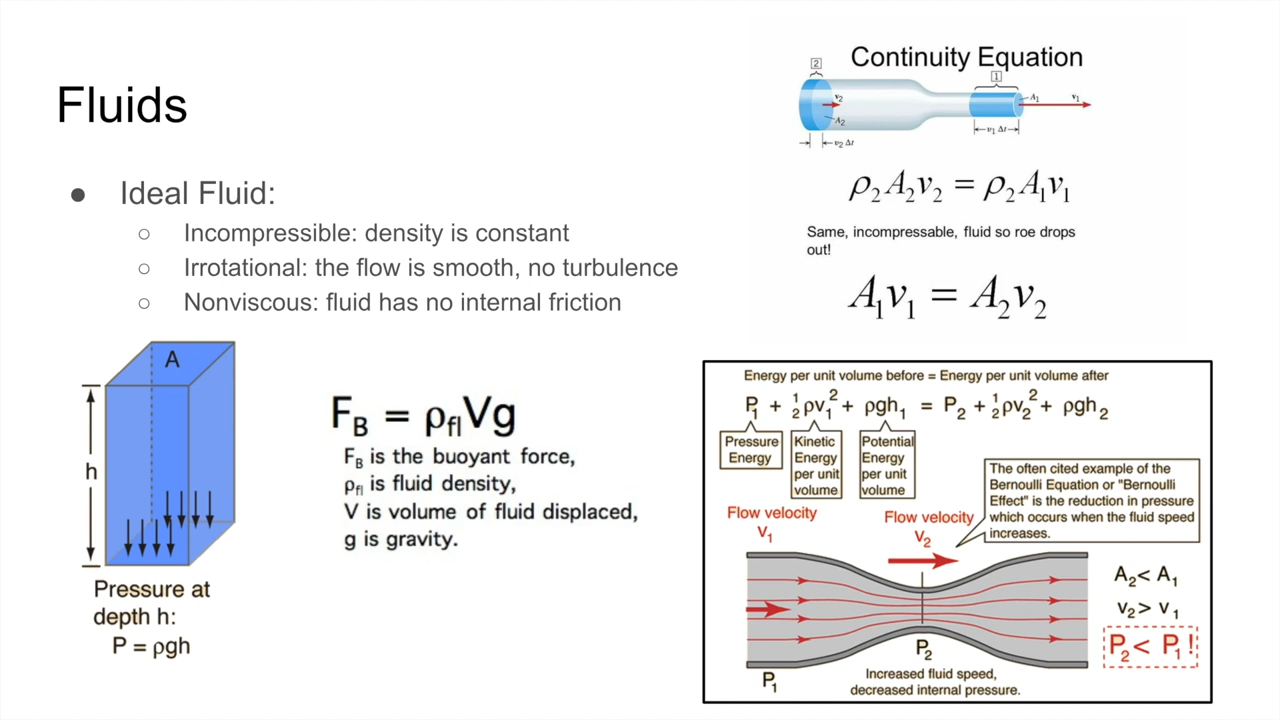 Fluids
● Ideal Fluid:
○ Incompressible: density is constant
○ Irrotational: the flow is smooth, no turbulence
○ Nonviscous: fluid has no internal friction
A
h
Pressure at
depth h:
P = ρgh
F_B = ρ_fl Vg
F_B is the buoyant force,
ρ_fl is fluid density,
V is volume of fluid displaced,
g is gravity.
Continuity Equation
2
1
v₂
A₂
v₂ Δt
A₁
v₁
v₁ Δt
ρ₂A₂v₂ = ρ₂A₁v₁
Same, incompressable, fluid so roe drops
out!
A₁v₁ = A₂v₂
Energy per unit volume before = Energy per unit volume after
P₁ + ½ρv₁² + ρgh₁ = P₂ + ½ρv₂² + ρgh₂
Pressure
Energy
Kinetic
Energy
per unit
volume
Potential
Energy
per unit
volume
The often cited example of the
Bernoulli Equation or "Bernoulli
Effect" is the reduction in pressure
which occurs when the fluid speed
increases.
Flow velocity
v₁
Flow velocity
v₂
A₂< A₁
v₂> v₁
P₂< P₁!
P₁
P₂
Increased fluid speed,
decreased internal pressure.